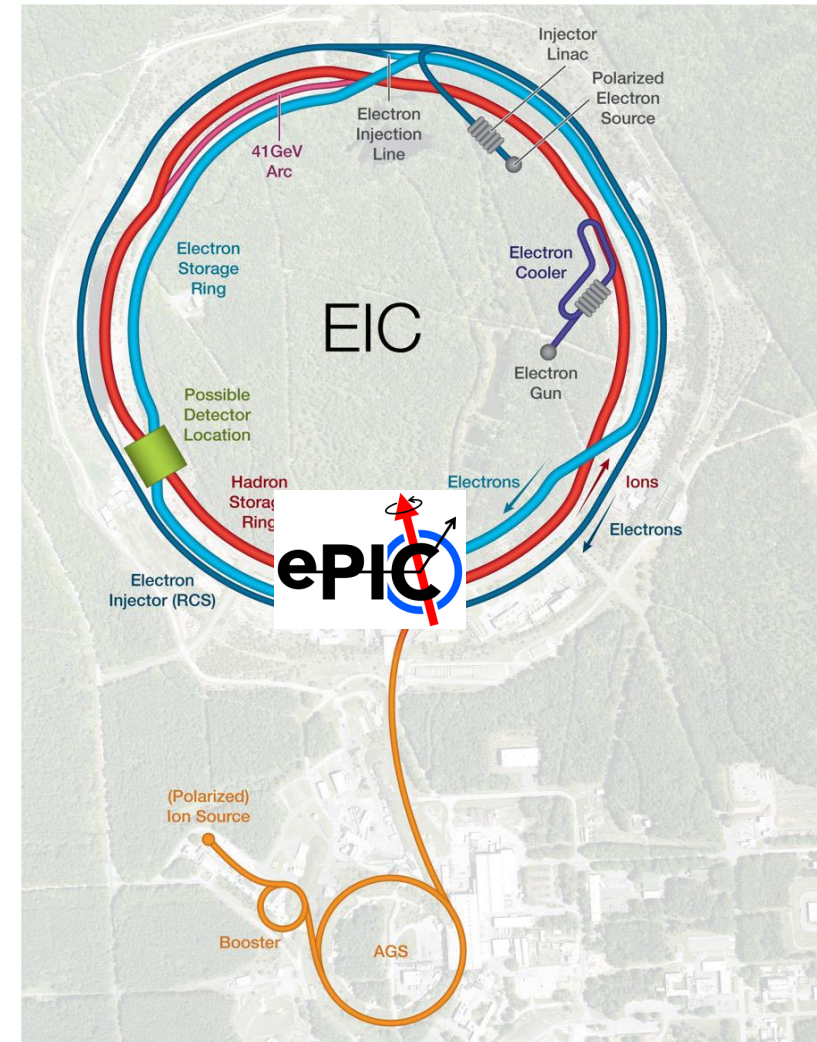 Injector
Linac
Polarized
Electron
Source
Electron
Injection
Line
41GeV
Arc
Electron
Storage
Ring
Electron
Cooler
EIC
Electron
Gun
Possible
Detector
Location
Hadron
Storag
Ring
Electrons
Ions
Electrons
ePIC
Electron
Injector (RCS)
(Polarized)
Ion Source
Booster
AGS